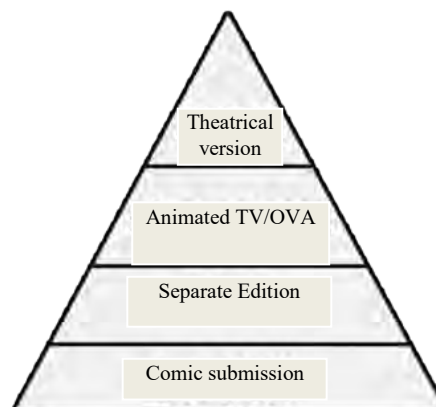 Theatrical
version
Animated TV/OVA
Separate Edition
Comic submission